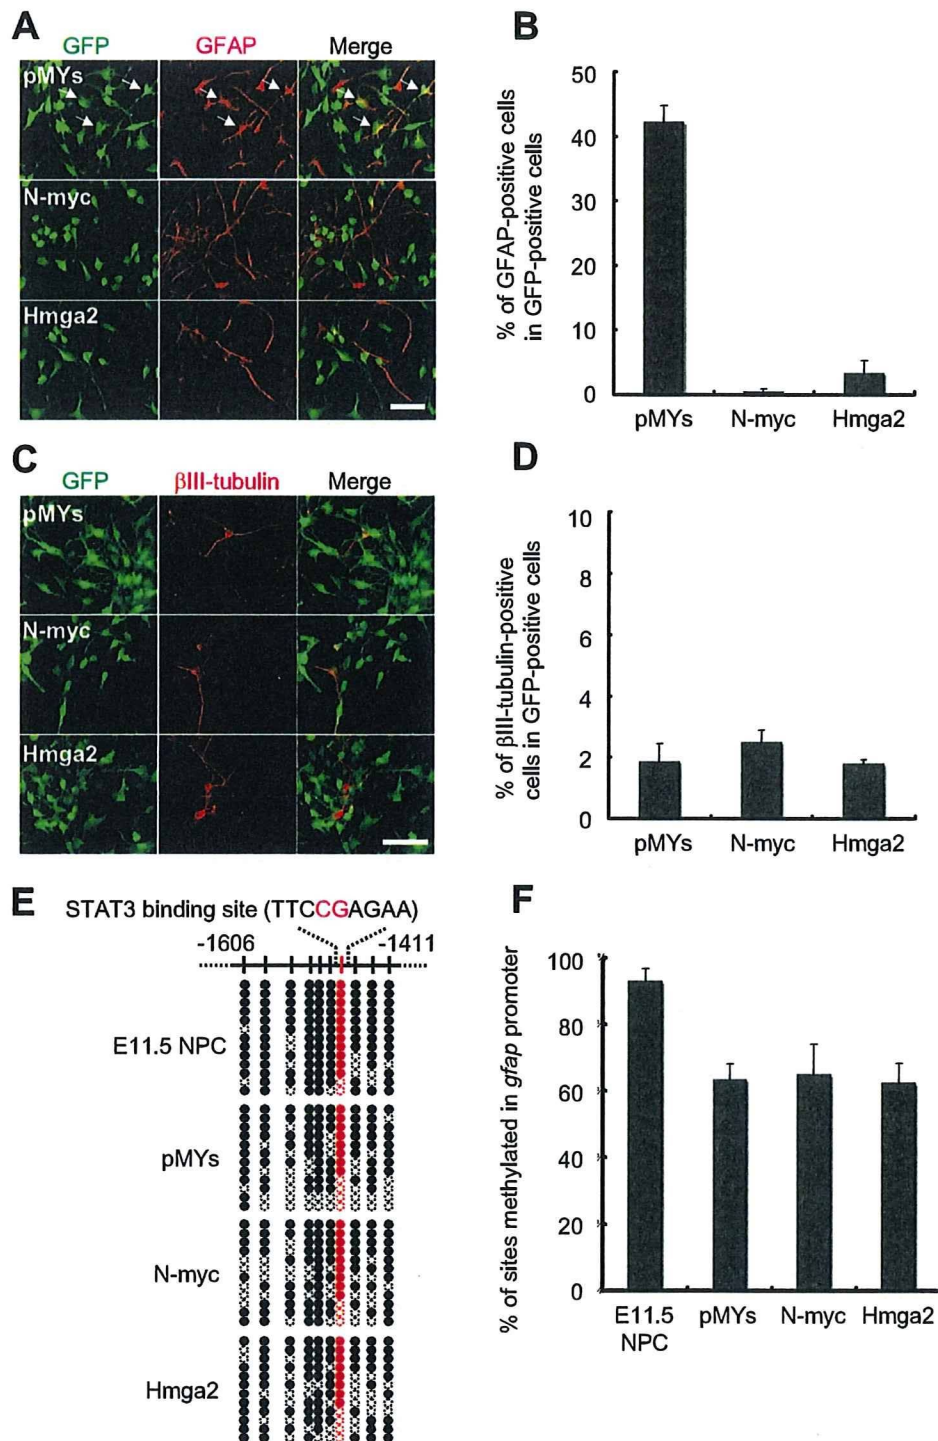 A
GFP GFAP Merge
pMYs
N-myc
Hmga2
B
% of GFAP-positive cells
in GFP-positive cells
50
40
30
20
10
0
pMYs N-myc Hmga2
C
GFP βIII-tubulin Merge
pMYs
N-myc
Hmga2
D
% of βIII-tubulin-positive
cells in GFP-positive cells
10
8
6
4
2
0
pMYs N-myc Hmga2
E
STAT3 binding site (TTCCGAGAA)
-1606 -1411
E11.5 NPC
pMYs
N-myc
Hmga2
F
% of sites methylated in gfap promoter
100
80
60
40
20
0
E11.5
NPC
pMYs N-myc Hmga2